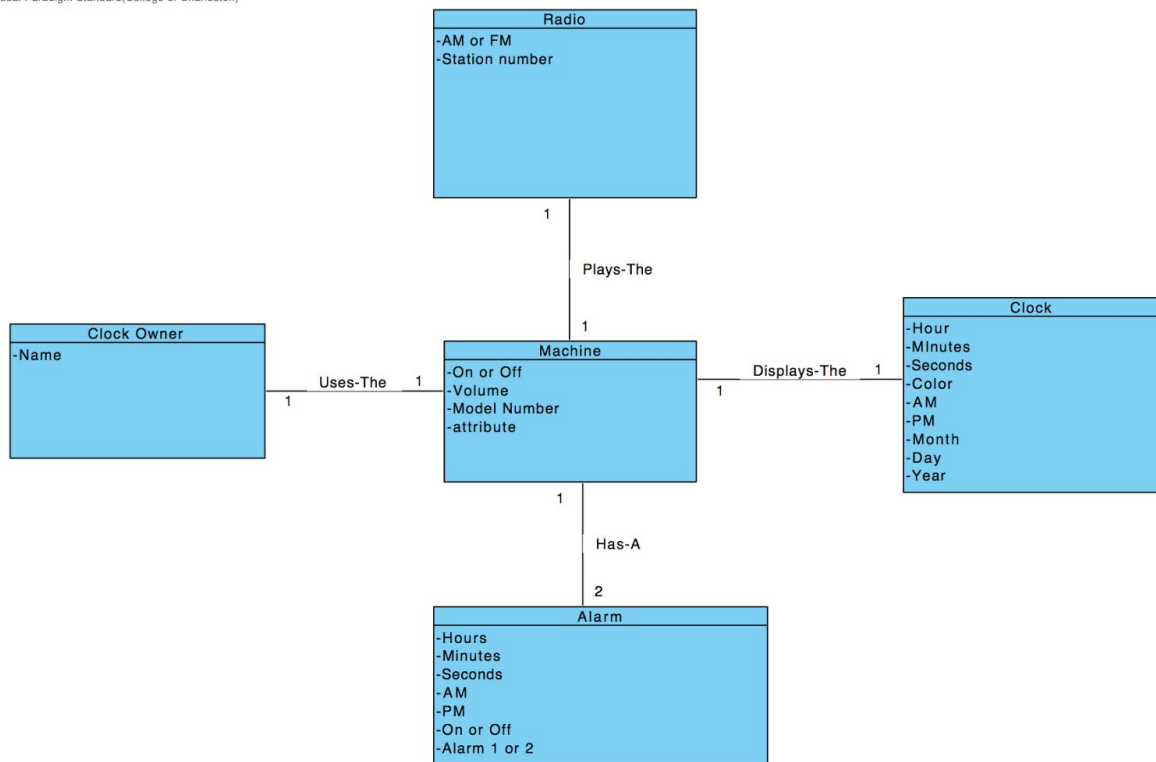 Radio
-AM or FM
-Station number
1
Plays-The
1
Clock Owner
-Name
1
Uses-The
1
Machine
-On or Off
-Volume
-Model Number
-attribute
1
Displays-The
1
Clock
-Hour
-MInutes
-Seconds
-Color
-AM
-PM
-Month
-Day
-Year
1
Has-A
2
Alarm
-Hours
-Minutes
-Seconds
-AM
-PM
-On or Off
-Alarm 1 or 2